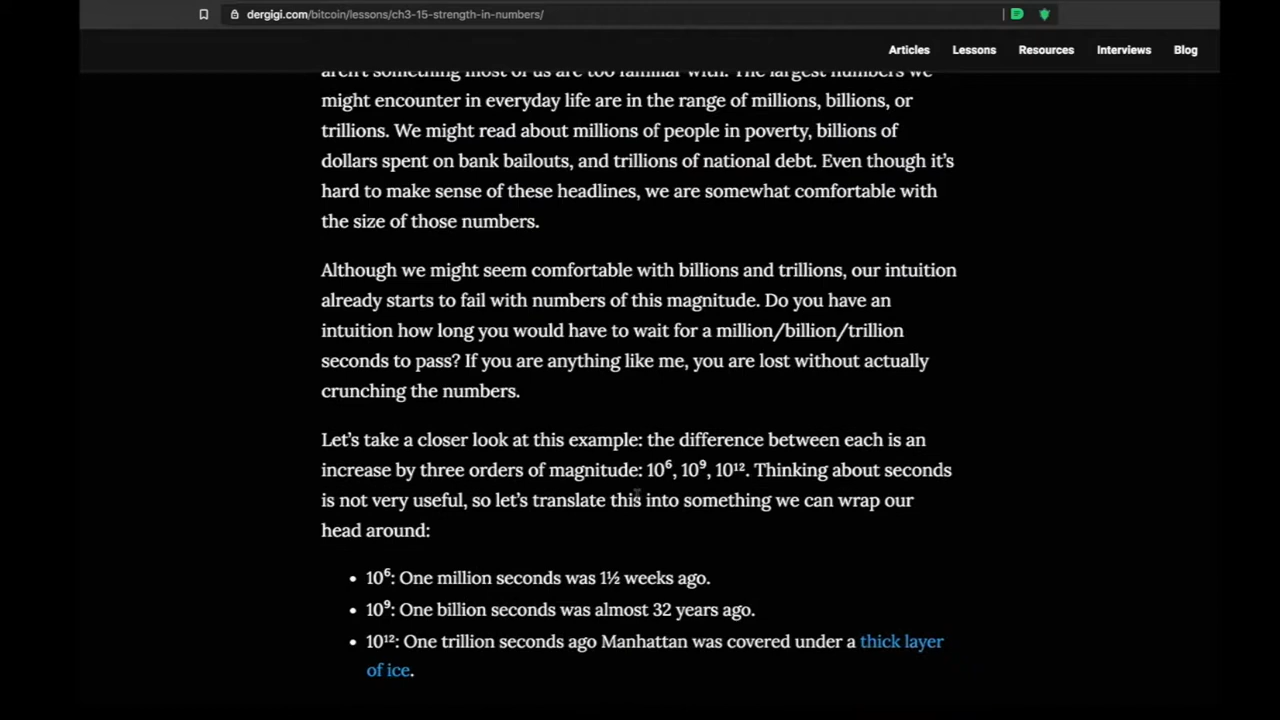 dergigi.com/bitcoin/lessons/ch3-15-strength-in-numbers/
Articles Lessons Resources Interviews Blog
aren't something most of us are too familiar with. The largest numbers we
might encounter in everyday life are in the range of millions, billions, or
trillions. We might read about millions of people in poverty, billions of
dollars spent on bank bailouts, and trillions of national debt. Even though it's
hard to make sense of these headlines, we are somewhat comfortable with
the size of those numbers.
Although we might seem comfortable with billions and trillions, our intuition
already starts to fail with numbers of this magnitude. Do you have an
intuition how long you would have to wait for a million/billion/trillion
seconds to pass? If you are anything like me, you are lost without actually
crunching the numbers.
Let's take a closer look at this example: the difference between each is an
increase by three orders of magnitude: 10⁶, 10⁹, 10¹². Thinking about seconds
is not very useful, so let's translate this into something we can wrap our
head around:
• 10⁶: One million seconds was 1½ weeks ago.
• 10⁹: One billion seconds was almost 32 years ago.
• 10¹²: One trillion seconds ago Manhattan was covered under a thick layer
of ice.